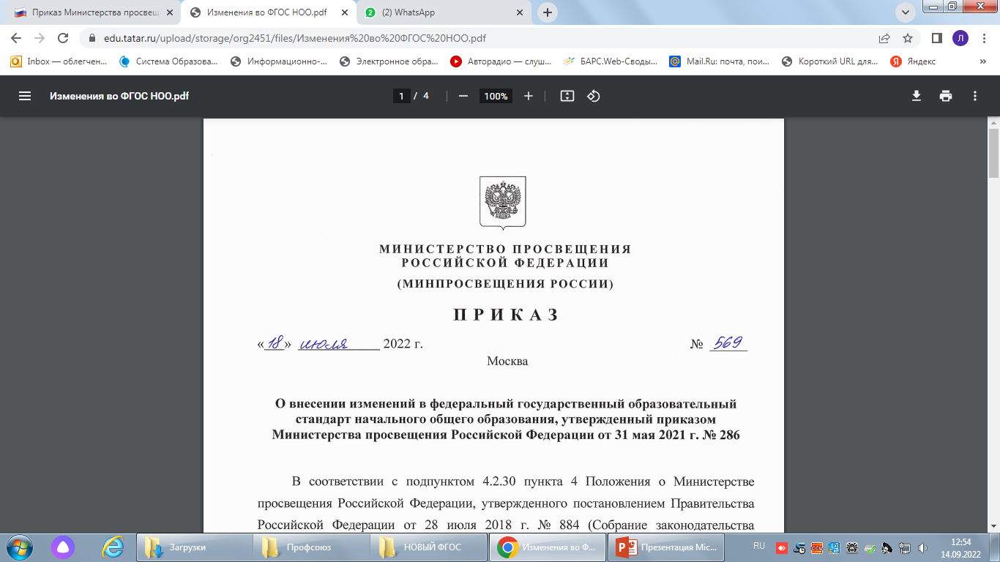 Приказ Министерства просвещ
Изменения во ФГОС НОО.pdf
(2) WhatsApp
edu.tatar.ru/upload/storage/org2451/files/Изменения%20во%20ФГОС%20НОО.pdf
Л
Inbox — облегчен...
Система Образова...
Информационно-...
Электронное обра...
Авторадио — слуш...
БАРС.Web-Своды...
Mail.Ru: почта, пои...
Короткий URL для...
Яндекс
»
Изменения во ФГОС НОО.pdf
1 / 4
100%
МИНИСТЕРСТВО ПРОСВЕЩЕНИЯ
РОССИЙСКОЙ ФЕДЕРАЦИИ
(МИНПРОСВЕЩЕНИЯ РОССИИ)
ПРИКАЗ
«18» июля 2022 г. № 569
Москва
О внесении изменений в федеральный государственный образовательный
стандарт начального общего образования, утвержденный приказом
Министерства просвещения Российской Федерации от 31 мая 2021 г. № 286
В соответствии с подпунктом 4.2.30 пункта 4 Положения о Министерстве
просвещения Российской Федерации, утвержденного постановлением Правительства
Российской Федерации от 28 июля 2018 г. № 884 (Собрание законодательства
Загрузки
Профсоюз
НОВЫЙ ФГОС
Изменения во Ф...
Презентация Mic...
RU
12:54
14.09.2022